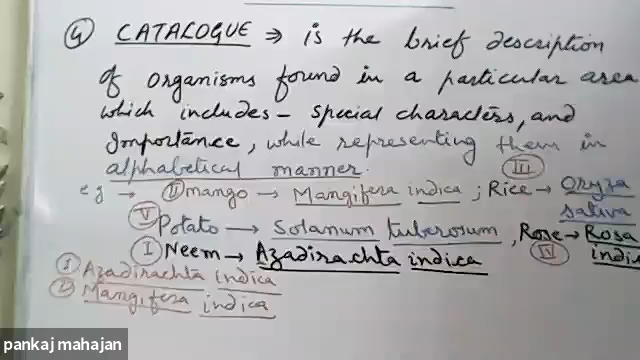 ④ CATALOGUE ⇒ is the brief description
of organisms found in a particular area
which includes - special characters, and
Importance, while representing them in
alphabetical manner.
eg → Ⅱ mango → Mangifera indica ; Rice → Ⅲ Oryza
sativa
Ⅴ Potato → Solanum tuberosum, Rose → Rosa
Ⅰ Neem → Azadirachta indica Ⅳ indi
① Azadirachta indica
② Mangifera indica
pankaj mahajan